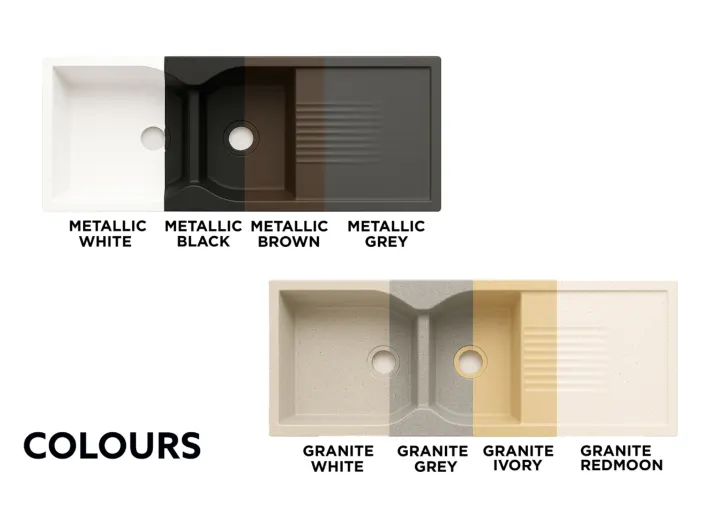 METALLIC WHITE
METALLIC BLACK
METALLIC BROWN
METALLIC GREY
COLOURS
GRANITE WHITE
GRANITE GREY
GRANITE IVORY
GRANITE REDMOON